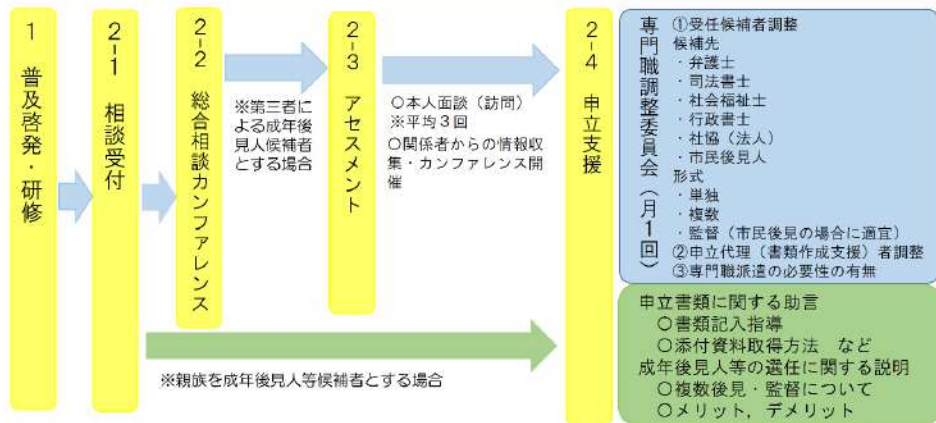 1 普及啓発・研修
2-1 相談受付
2-2 総合相談カンファレンス
※第三者に
よる成年後
見人候補者
とする場合
2-3 アセスメント
○本人面談（訪問）
※平均３回
○関係者からの情報収
集・カンファレンス開
催
2-4 申立支援
※親族を成年後見人等候補者とする場合
専門職調整委員会（月１回）
①受任候補者調整
候補先
・弁護士
・司法書士
・社会福祉士
・行政書士
・社協（法人）
・市民後見人
形式
・単独
・複数
・監督（市民後見の場合に適宜）
②申立代理（書類作成支援）者調整
③専門職派遣の必要性の有無
申立書類に関する助言
○書類記入指導
○添付資料取得方法　など
成年後見人等の選任に関する説明
○複数後見・監督について
○メリット，デメリット